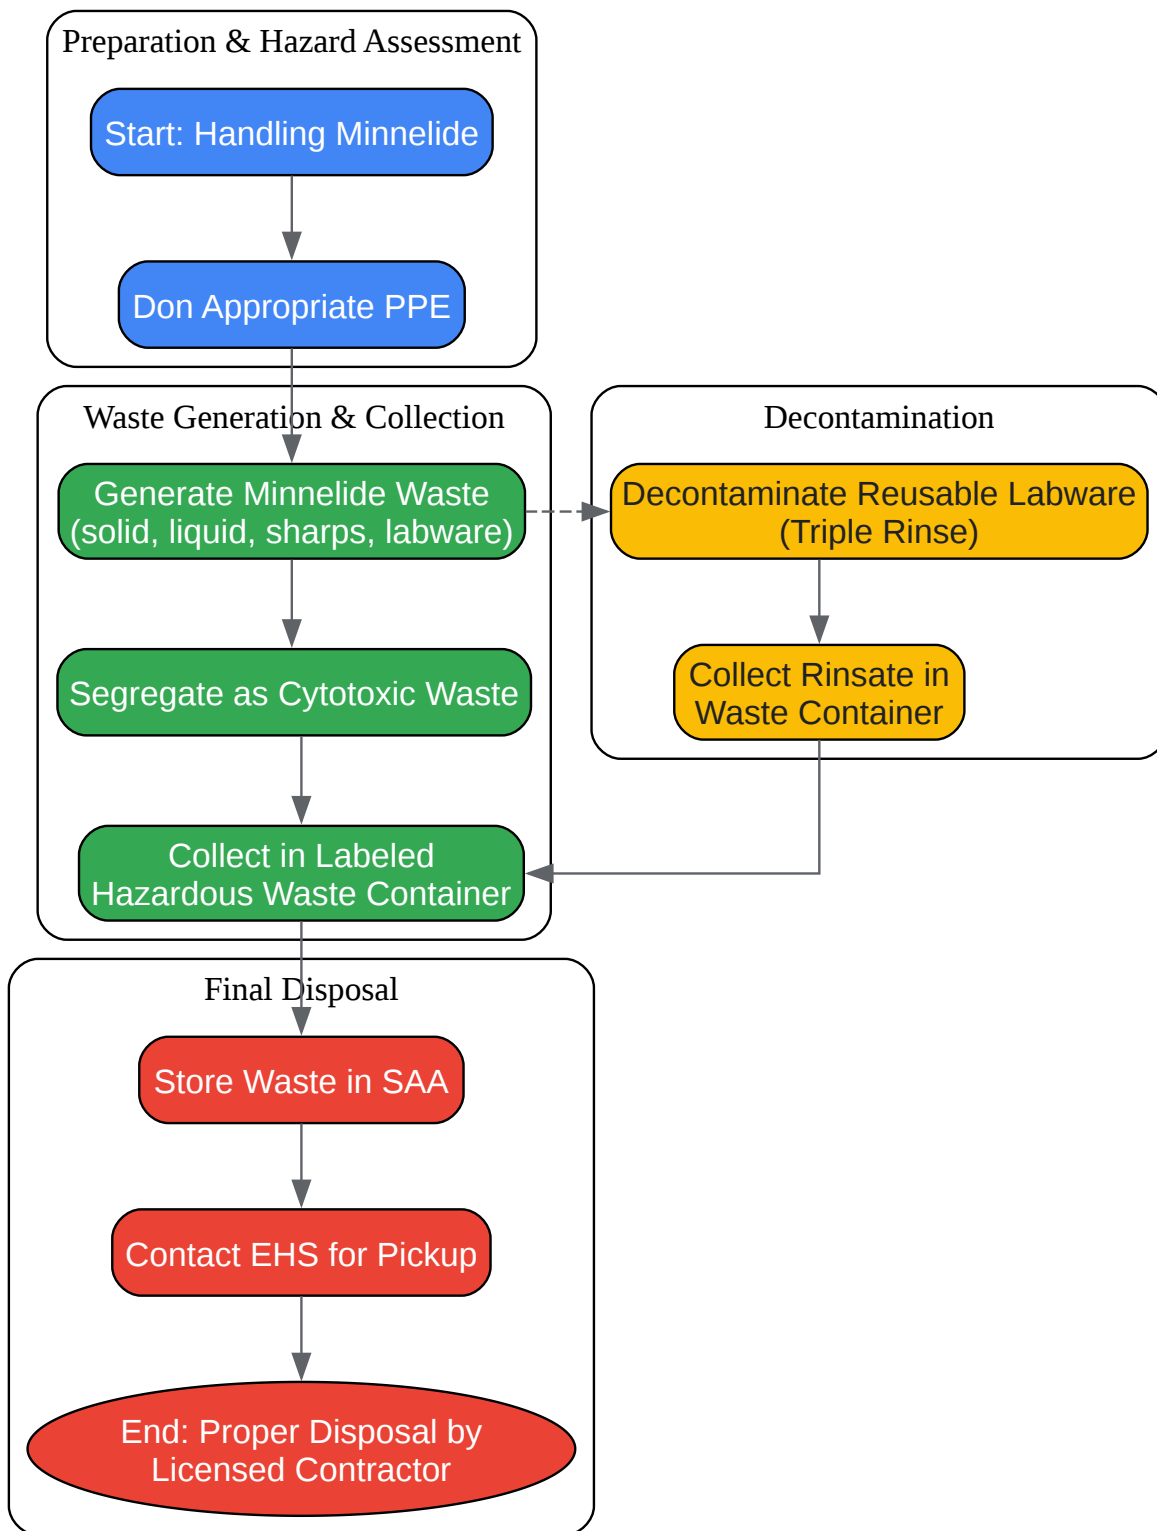 Preparation & Hazard Assessment
Start: Handling Minnelide
Don Appropriate PPE
Waste Generation & Collection
Generate Minnelide Waste
(solid, liquid, sharps, labware)
Segregate as Cytotoxic Waste
Collect in Labeled
Hazardous Waste Container
Decontamination
Decontaminate Reusable Labware
(Triple Rinse)
Collect Rinsate in
Waste Container
Final Disposal
Store Waste in SAA
Contact EHS for Pickup
End: Proper Disposal by
Licensed Contractor